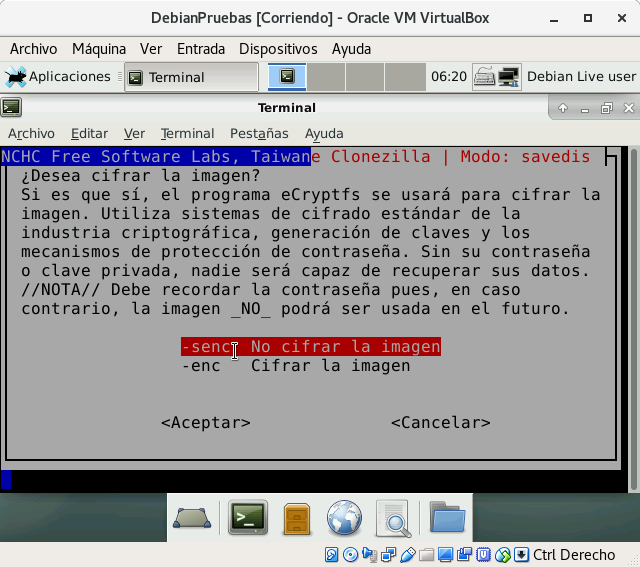 DebianPruebas [Corriendo] - Oracle VM VirtualBox
Archivo Máquina Ver Entrada Dispositivos Ayuda
Aplicaciones Terminal 06:20 Debian Live user
Terminal
Archivo Editar Ver Terminal Pestañas Ayuda
NCHC Free Software Labs, Taiwane Clonezilla | Modo: savedis
¿Desea cifrar la imagen?
Si es que sí, el programa eCryptfs se usará para cifrar la
imagen. Utiliza sistemas de cifrado estándar de la
industria criptográfica, generación de claves y los
mecanismos de protección de contraseña. Sin su contraseña
o clave privada, nadie será capaz de recuperar sus datos.
//NOTA// Debe recordar la contraseña pues, en caso
contrario, la imagen _NO_ podrá ser usada en el futuro.
-senc No cifrar la imagen
-enc Cifrar la imagen
<Aceptar> <Cancelar>
Ctrl Derecho